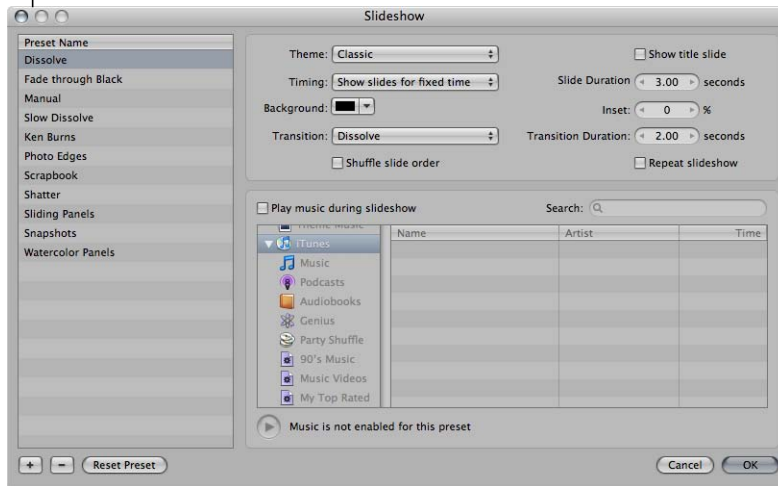 Slideshow
Preset Name
Dissolve
Fade through Black
Manual
Slow Dissolve
Ken Burns
Photo Edges
Scrapbook
Shatter
Sliding Panels
Snapshots
Watercolor Panels
Theme: Classic
Show title slide
Timing: Show slides for fixed time
Slide Duration 3.00 seconds
Background:
Inset: 0 %
Transition: Dissolve
Transition Duration: 2.00 seconds
Shuffle slide order
Repeat slideshow
Play music during slideshow
Search:
Theme Music
iTunes
Music
Podcasts
Audiobooks
Genius
Party Shuffle
90's Music
Music Videos
My Top Rated
Name Artist Time
Music is not enabled for this preset
+ - Reset Preset
Cancel OK